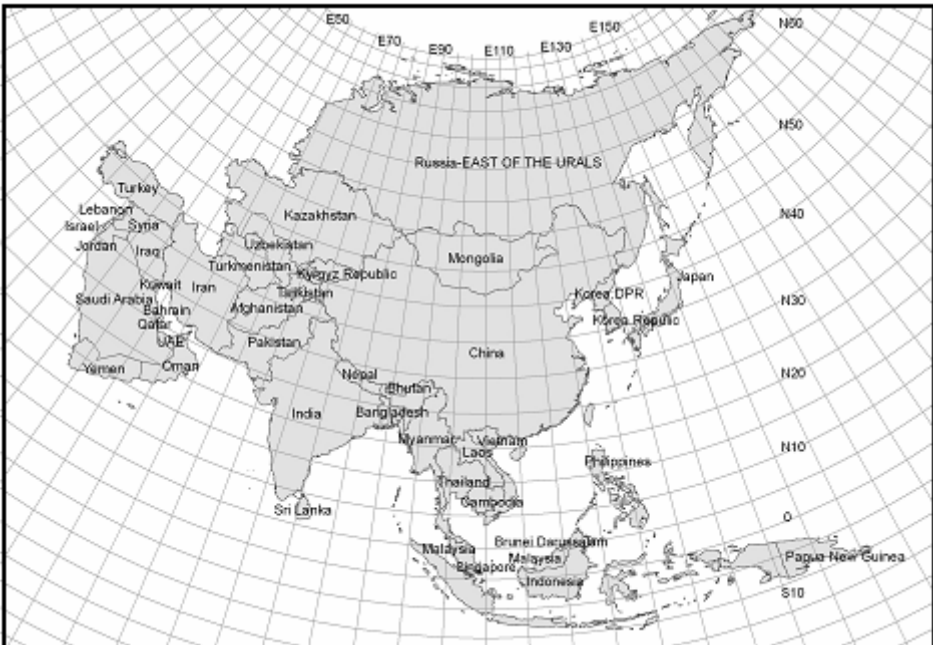 E50
E70
E90
E110
E130
E150
N60
N50
N40
N30
N20
N10
0
S10
Russia-EAST OF THE URALS
Turkey
Lebanon
Israel
Syria
Jordan
Iraq
Kuwait
Iran
Saudi Arabia
Bahrain
Qatar
UAE
Oman
Yemen
Kazakhstan
Uzbekistan
Turkmenistan
Kyrgyz Republic
Afghanistan
Pakistan
Mongolia
China
Korea.DPR
Japan
Nepal
Bhutan
India
Bangladesh
Myanmar
Vietnam
Laos
Thailand
Cambodia
Sri Lanka
Philippines
Brunei Darussalam
Malaysia
Malaysia
Singapore
Indonesia
Papua New Guinea